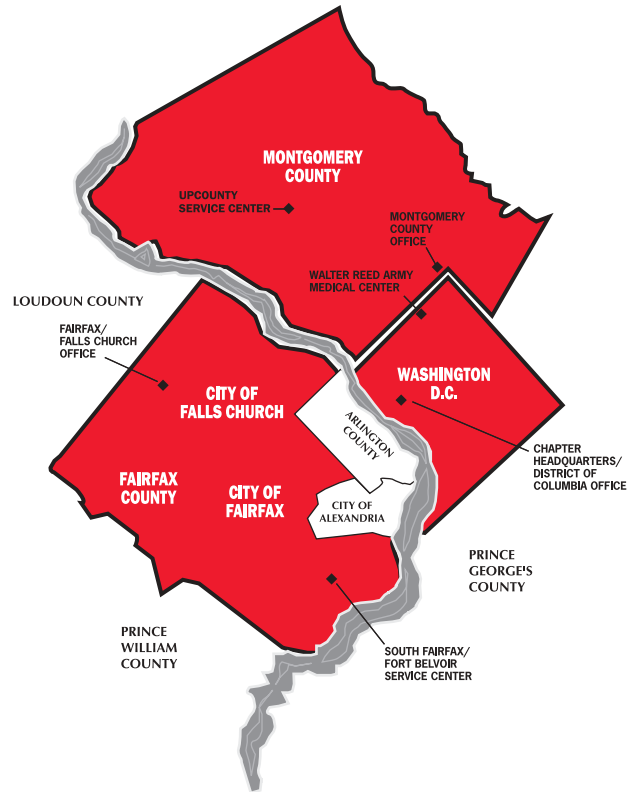 MONTGOMERY
COUNTY
UPCOUNTY
SERVICE CENTER
MONTGOMERY
COUNTY
OFFICE
WALTER REED ARMY
MEDICAL CENTER
LOUDOUN COUNTY
FAIRFAX/
FALLS CHURCH
OFFICE
CITY OF
FALLS CHURCH
WASHINGTON
D.C.
ARLINGTON
COUNTY
CHAPTER
HEADQUARTERS/
DISTRICT OF
COLUMBIA OFFICE
FAIRFAX
COUNTY
CITY OF
FAIRFAX
CITY OF
ALEXANDRIA
PRINCE
GEORGE'S
COUNTY
PRINCE
WILLIAM
COUNTY
SOUTH FAIRFAX/
FORT BELVOIR
SERVICE CENTER